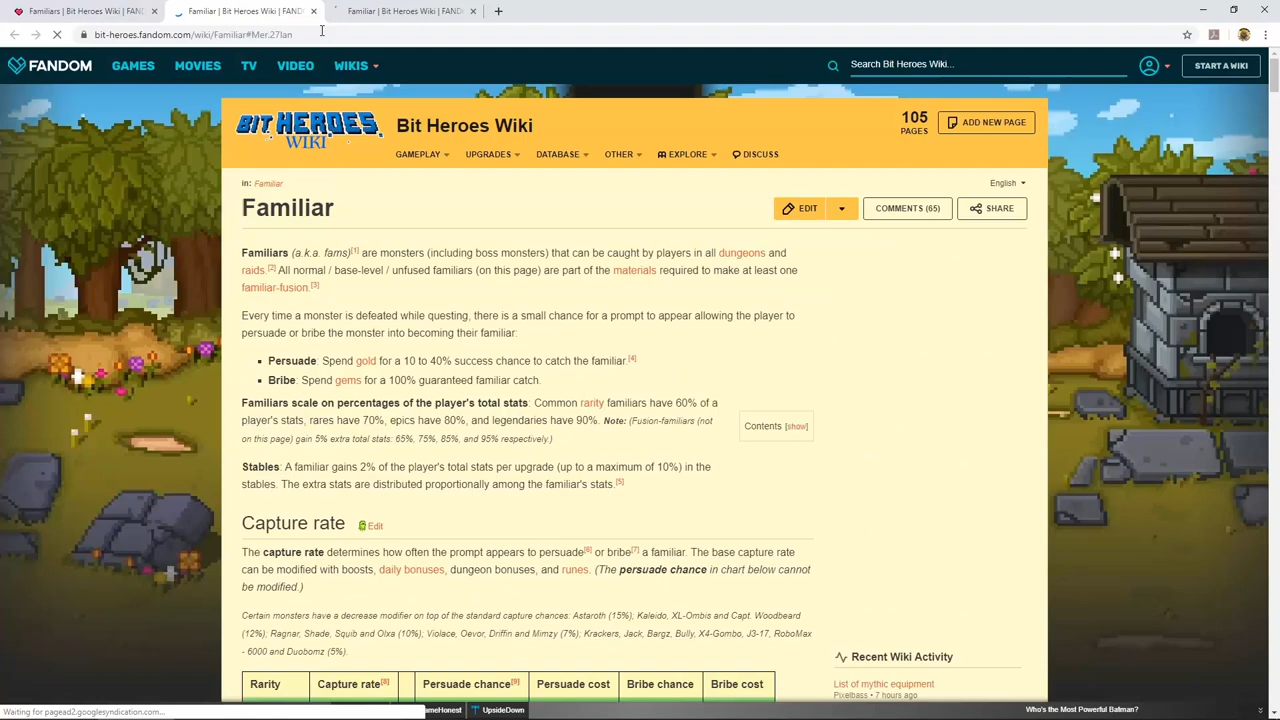 Familiars | Bit Heroes Wiki | FAND
Familiar | Bit Heroes Wiki | FAND
Familiar | Bit Heroes Wiki | FAND
bit-heroes.fandom.com/wiki/Familiar#Mer.27lan
FANDOM GAMES MOVIES TV VIDEO WIKIS
Search Bit Heroes Wiki...
START A WIKI
BIT HEROES
WIKI
Bit Heroes Wiki
105
PAGES
ADD NEW PAGE
GAMEPLAY UPGRADES DATABASE OTHER EXPLORE DISCUSS
in: Familiar
English
Familiar
EDIT
COMMENTS (65)
SHARE
Familiars (a.k.a. fams)[1] are monsters (including boss monsters) that can be caught by players in all dungeons and
raids.[2] All normal / base-level / unfused familiars (on this page) are part of the materials required to make at least one
familiar-fusion.[3]
Every time a monster is defeated while questing, there is a small chance for a prompt to appear allowing the player to
persuade or bribe the monster into becoming their familiar:
Persuade: Spend gold for a 10 to 40% success chance to catch the familiar.[4]
Bribe: Spend gems for a 100% guaranteed familiar catch.
Familiars scale on percentages of the player's total stats: Common rarity familiars have 60% of a
player's stats, rares have 70%, epics have 80%, and legendaries have 90%. Note: (Fusion-familiars (not
on this page) gain 5% extra total stats: 65%, 75%, 85%, and 95% respectively.)
Contents [show]
Stables: A familiar gains 2% of the player's total stats per upgrade (up to a maximum of 10%) in the
stables. The extra stats are distributed proportionally among the familiar's stats.[5]
Capture rate Edit
The capture rate determines how often the prompt appears to persuade[6] or bribe[7] a familiar. The base capture rate
can be modified with boosts, daily bonuses, dungeon bonuses, and runes. (The persuade chance in chart below cannot
be modified.)
Certain monsters have a decrease modifier on top of the standard capture chances: Astaroth (15%); Kaleido, XL-Ombis and Capt. Woodbeard
(12%); Ragnar, Shade, Squib and Olxa (10%); Violace, Oevor, Driffin and Mimzy (7%); Krackers, Jack, Bargz, Bully, X4-Gombo, J3-17, RoboMax
- 6000 and Duobomz (5%).
Recent Wiki Activity
List of mythic equipment
Pixelbass • 7 hours ago
Rarity Capture rate[8] Persuade chance[9] Persuade cost Bribe chance Bribe cost
Waiting for pagead2.googlesyndication.com...
GameHonest
UpsideDown
Who's the Most Powerful Batman?